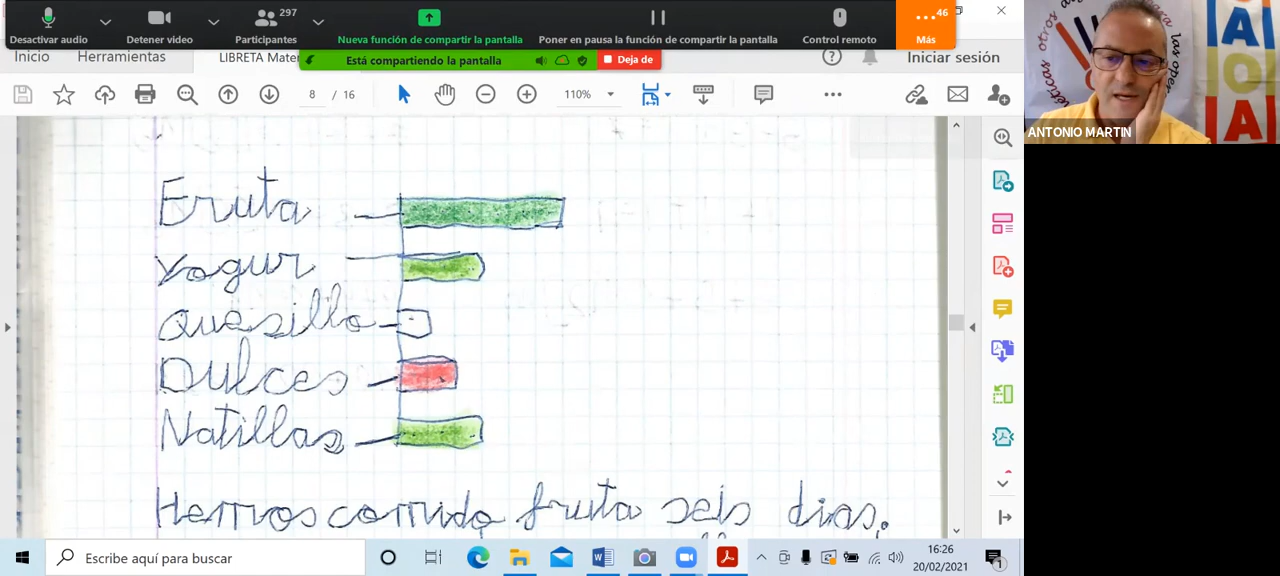 297
46
Desactivar audio
Detener video
Participantes
Nueva función de compartir la pantalla
Poner en pausa la función de compartir la pantalla
Control remoto
Más
Inicio
Herramientas
LIBRETA Mater
Está compartiendo la pantalla
Deja de
Iniciar sesión
8 / 16
110%
ANTONIO MARTIN
Fruta
Yogur
Quesillo
Dulces
Natillas
Hemos comido fruta seis dias.
Escribe aquí para buscar
16:26
20/02/2021
1